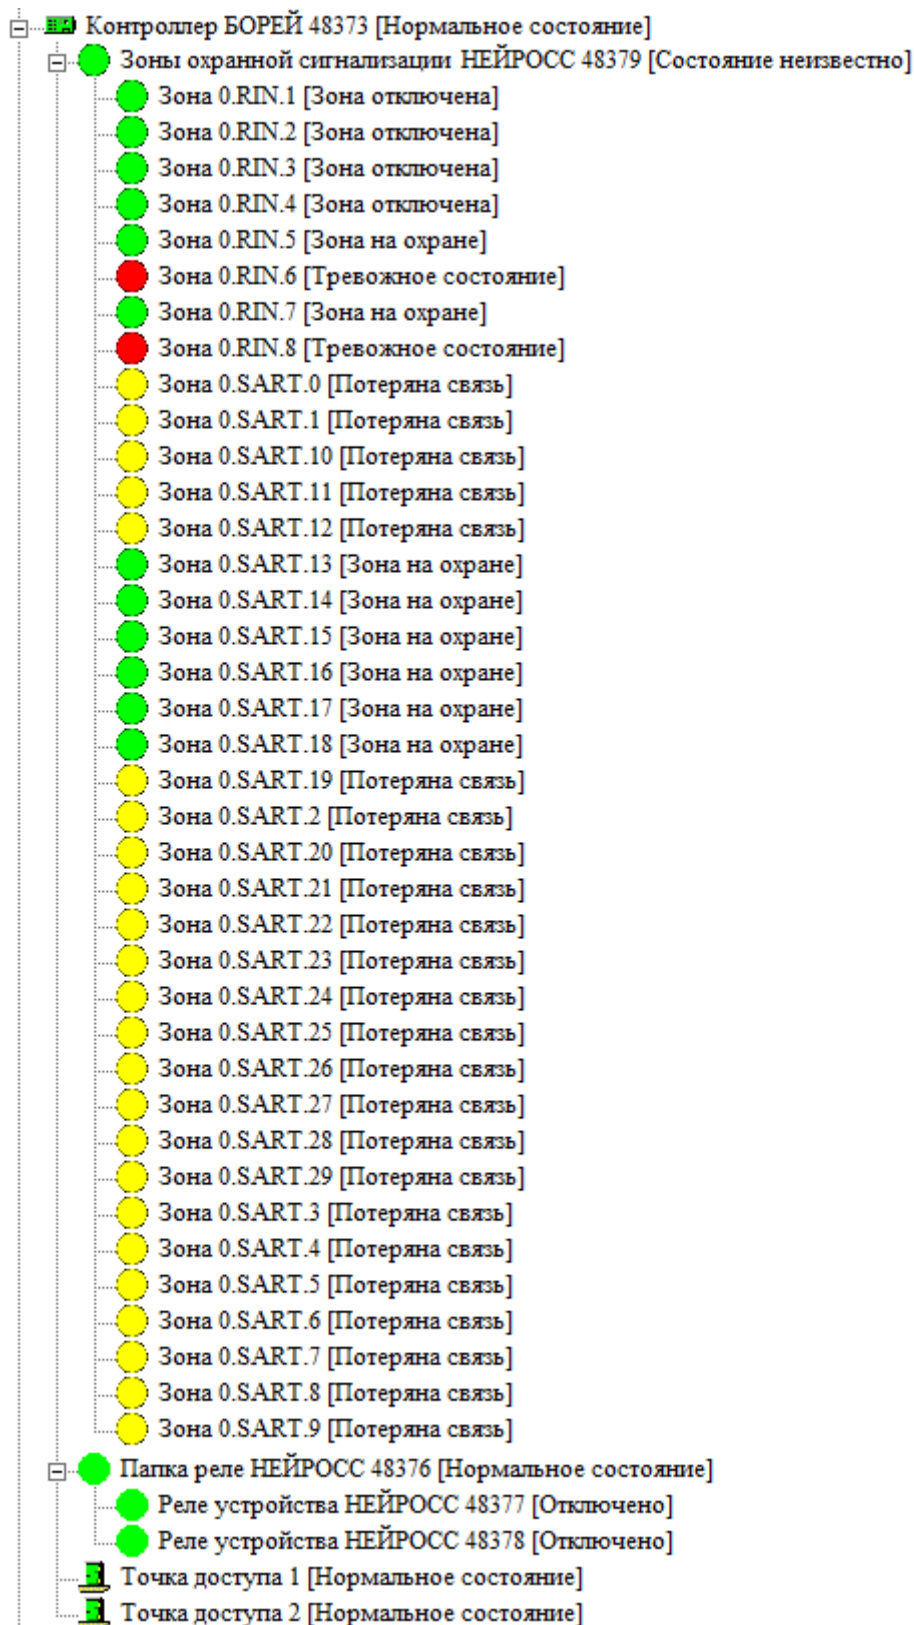 Контроллер БОРЕЙ 48373 [Нормальное состояние]
Зоны охранной сигнализации НЕЙРОСС 48379 [Состояние неизвестно]
Зона 0.RIN.1 [Зона отключена]
Зона 0.RIN.2 [Зона отключена]
Зона 0.RIN.3 [Зона отключена]
Зона 0.RIN.4 [Зона отключена]
Зона 0.RIN.5 [Зона на охране]
Зона 0.RIN.6 [Тревожное состояние]
Зона 0.RIN.7 [Зона на охране]
Зона 0.RIN.8 [Тревожное состояние]
Зона 0.SART.0 [Потеряна связь]
Зона 0.SART.1 [Потеряна связь]
Зона 0.SART.10 [Потеряна связь]
Зона 0.SART.11 [Потеряна связь]
Зона 0.SART.12 [Потеряна связь]
Зона 0.SART.13 [Зона на охране]
Зона 0.SART.14 [Зона на охране]
Зона 0.SART.15 [Зона на охране]
Зона 0.SART.16 [Зона на охране]
Зона 0.SART.17 [Зона на охране]
Зона 0.SART.18 [Зона на охране]
Зона 0.SART.19 [Потеряна связь]
Зона 0.SART.2 [Потеряна связь]
Зона 0.SART.20 [Потеряна связь]
Зона 0.SART.21 [Потеряна связь]
Зона 0.SART.22 [Потеряна связь]
Зона 0.SART.23 [Потеряна связь]
Зона 0.SART.24 [Потеряна связь]
Зона 0.SART.25 [Потеряна связь]
Зона 0.SART.26 [Потеряна связь]
Зона 0.SART.27 [Потеряна связь]
Зона 0.SART.28 [Потеряна связь]
Зона 0.SART.29 [Потеряна связь]
Зона 0.SART.3 [Потеряна связь]
Зона 0.SART.4 [Потеряна связь]
Зона 0.SART.5 [Потеряна связь]
Зона 0.SART.6 [Потеряна связь]
Зона 0.SART.7 [Потеряна связь]
Зона 0.SART.8 [Потеряна связь]
Зона 0.SART.9 [Потеряна связь]
Папка реле НЕЙРОСС 48376 [Нормальное состояние]
Реле устройства НЕЙРОСС 48377 [Отключено]
Реле устройства НЕЙРОСС 48378 [Отключено]
Точка доступа 1 [Нормальное состояние]
Точка доступа 2 [Нормальное состояние]